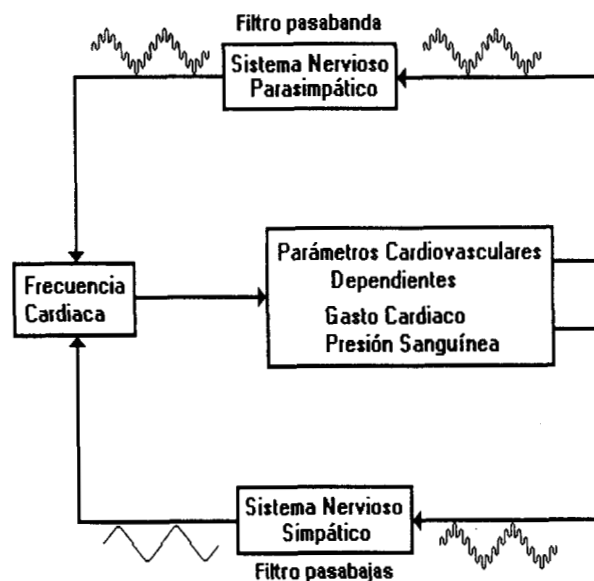 Filtro pasabanda
Sistema Nervioso
Parasimpático
Frecuencia
Cardiaca
Parámetros Cardiovasculares
Dependientes
Gasto Cardiaco
Presión Sanguínea
Sistema Nervioso
Simpático
Filtro pasabajas